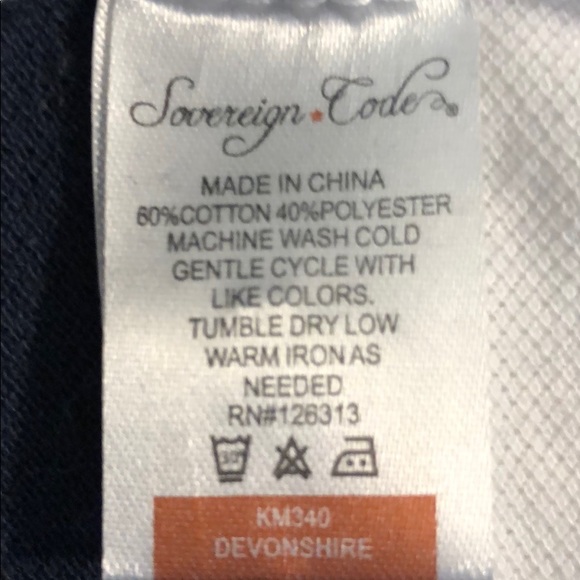 Sovereign Code®
MADE IN CHINA
60%COTTON 40%POLYESTER
MACHINE WASH COLD
GENTLE CYCLE WITH
LIKE COLORS.
TUMBLE DRY LOW
WARM IRON AS
NEEDED
RN#126313
30°
KM340
DEVONSHIRE